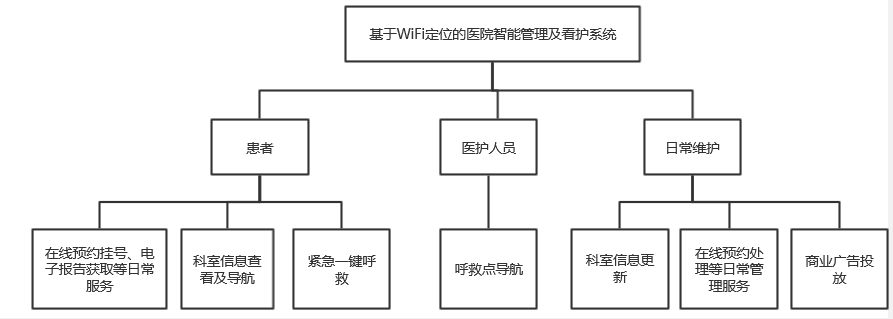 基于WiFi定位的医院智能管理及看护系统
患者
医护人员
日常维护
在线预约挂号、电
子报告获取等日常
服务
科室信息查
看及导航
紧急一键呼
救
呼救点导航
科室信息更
新
在线预约处
理等日常管
理服务
商业广告投
放